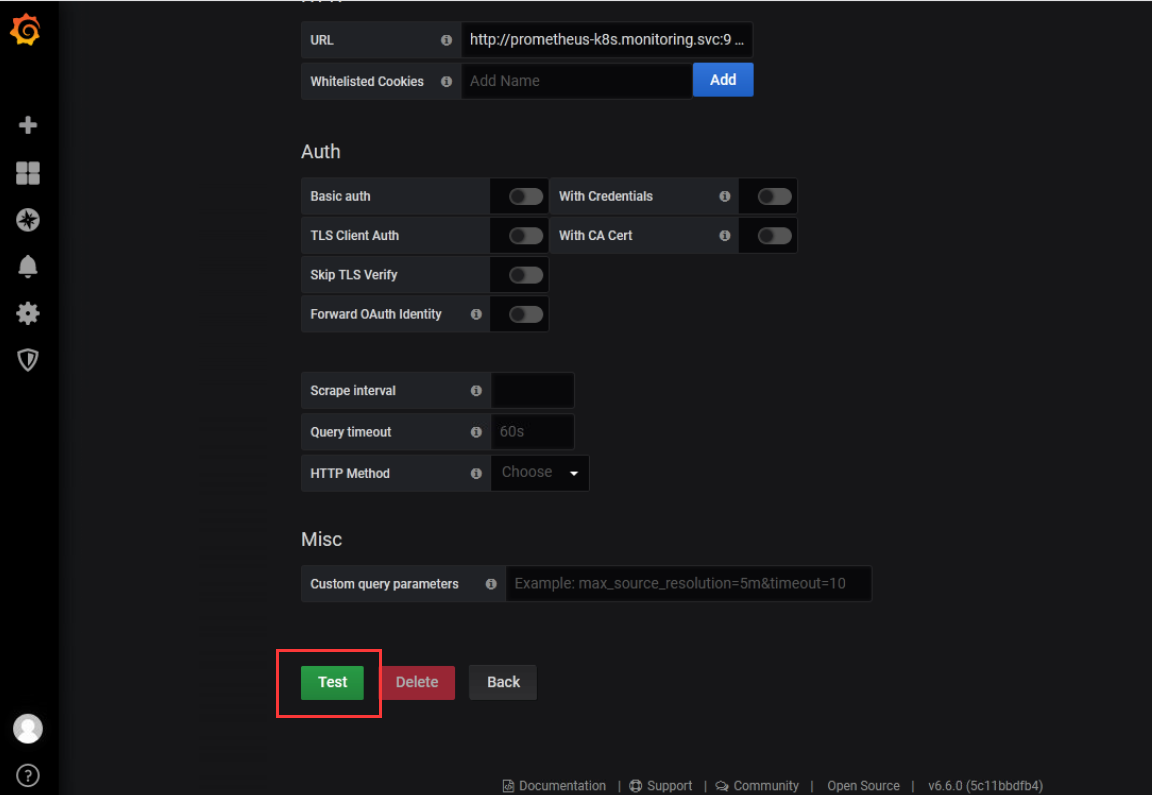 URL http://prometheus-k8s.monitoring.svc:9 ...
Whitelisted Cookies Add Name Add
Auth
Basic auth With Credentials
TLS Client Auth With CA Cert
Skip TLS Verify
Forward OAuth Identity
Scrape interval
Query timeout 60s
HTTP Method Choose
Misc
Custom query parameters Example: max_source_resolution=5m&timeout=10
Test Delete Back
Documentation | Support | Community | Open Source | v6.6.0 (5c11bbdfb4)